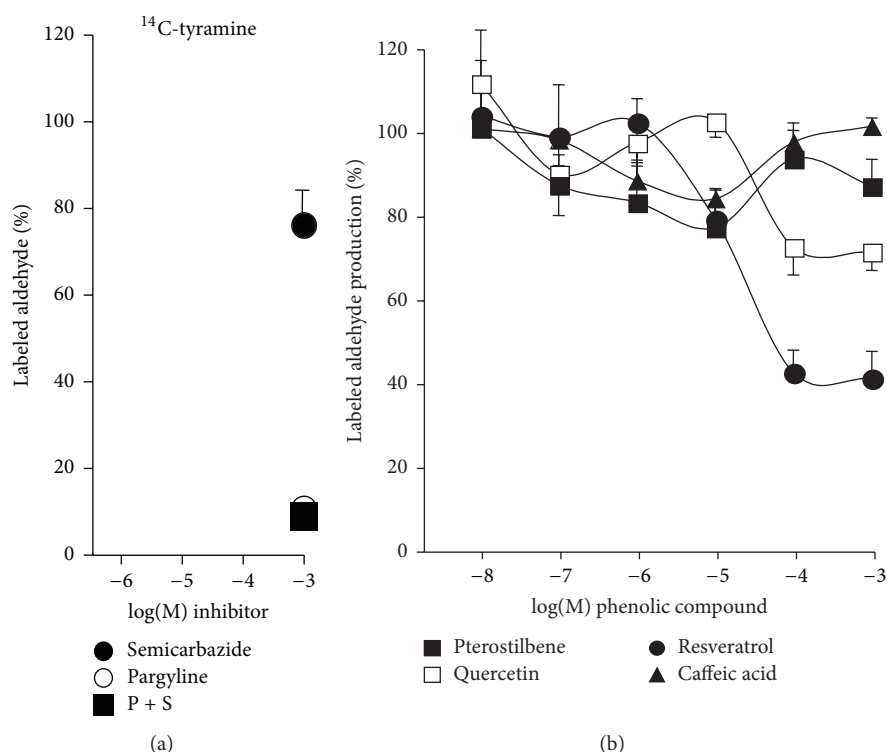 ¹⁴C-tyramine
Labeled aldehyde (%)
120
100
80
60
40
20
0
−6 −5 −4 −3
log(M) inhibitor
Semicarbazide
Pargyline
P + S
(a)
Labeled aldehyde production (%)
120
100
80
60
40
20
0
−8 −7 −6 −5 −4 −3
log(M) phenolic compound
Pterostilbene Resveratrol
Quercetin Caffeic acid
(b)